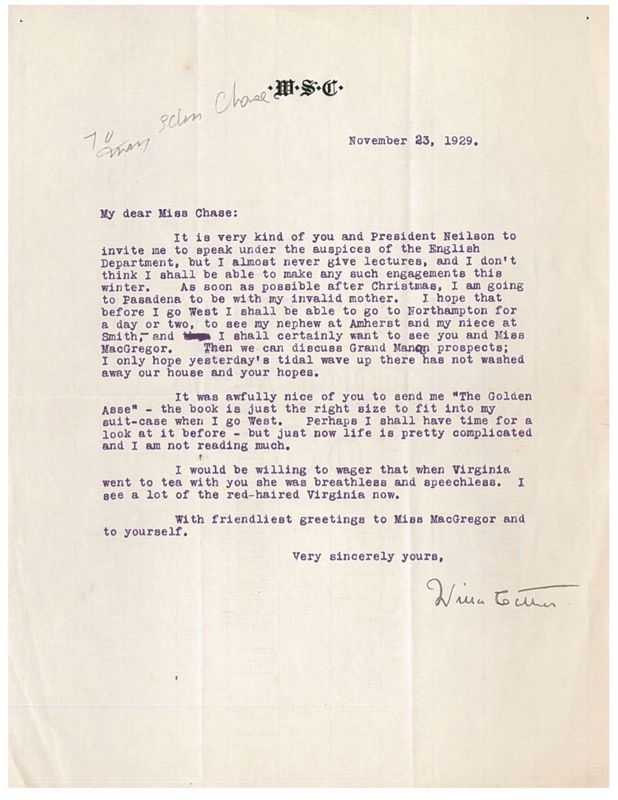 ·W·S·C·
To Mary Ellen Chase
November 23, 1929.
My dear Miss Chase:
It is very kind of you and President Neilson to
invite me to speak under the auspices of the English
Department, but I almost never give lectures, and I don't
think I shall be able to make any such engagements this
winter. As soon as possible after Christmas, I am going
to Pasadena to be with my invalid mother. I hope that
before I go West I shall be able to go to Northampton for
a day or two, to see my nephew at Amherst and my niece at
Smith,- and I shall certainly want to see you and Miss
MacGregor. Then we can discuss Grand Manan prospects;
I only hope yesterday's tidal wave up there has not washed
away our house and your hopes.
It was awfully nice of you to send me "The Golden
Asse" - the book is just the right size to fit into my
suit-case when I go West. Perhaps I shall have time for a
look at it before - but just now life is pretty complicated
and I am not reading much.
I would be willing to wager that when Virginia
went to tea with you she was breathless and speechless. I
see a lot of the red-haired Virginia now.
With friendliest greetings to Miss MacGregor and
to yourself.
Very sincerely yours,
Willa Cather